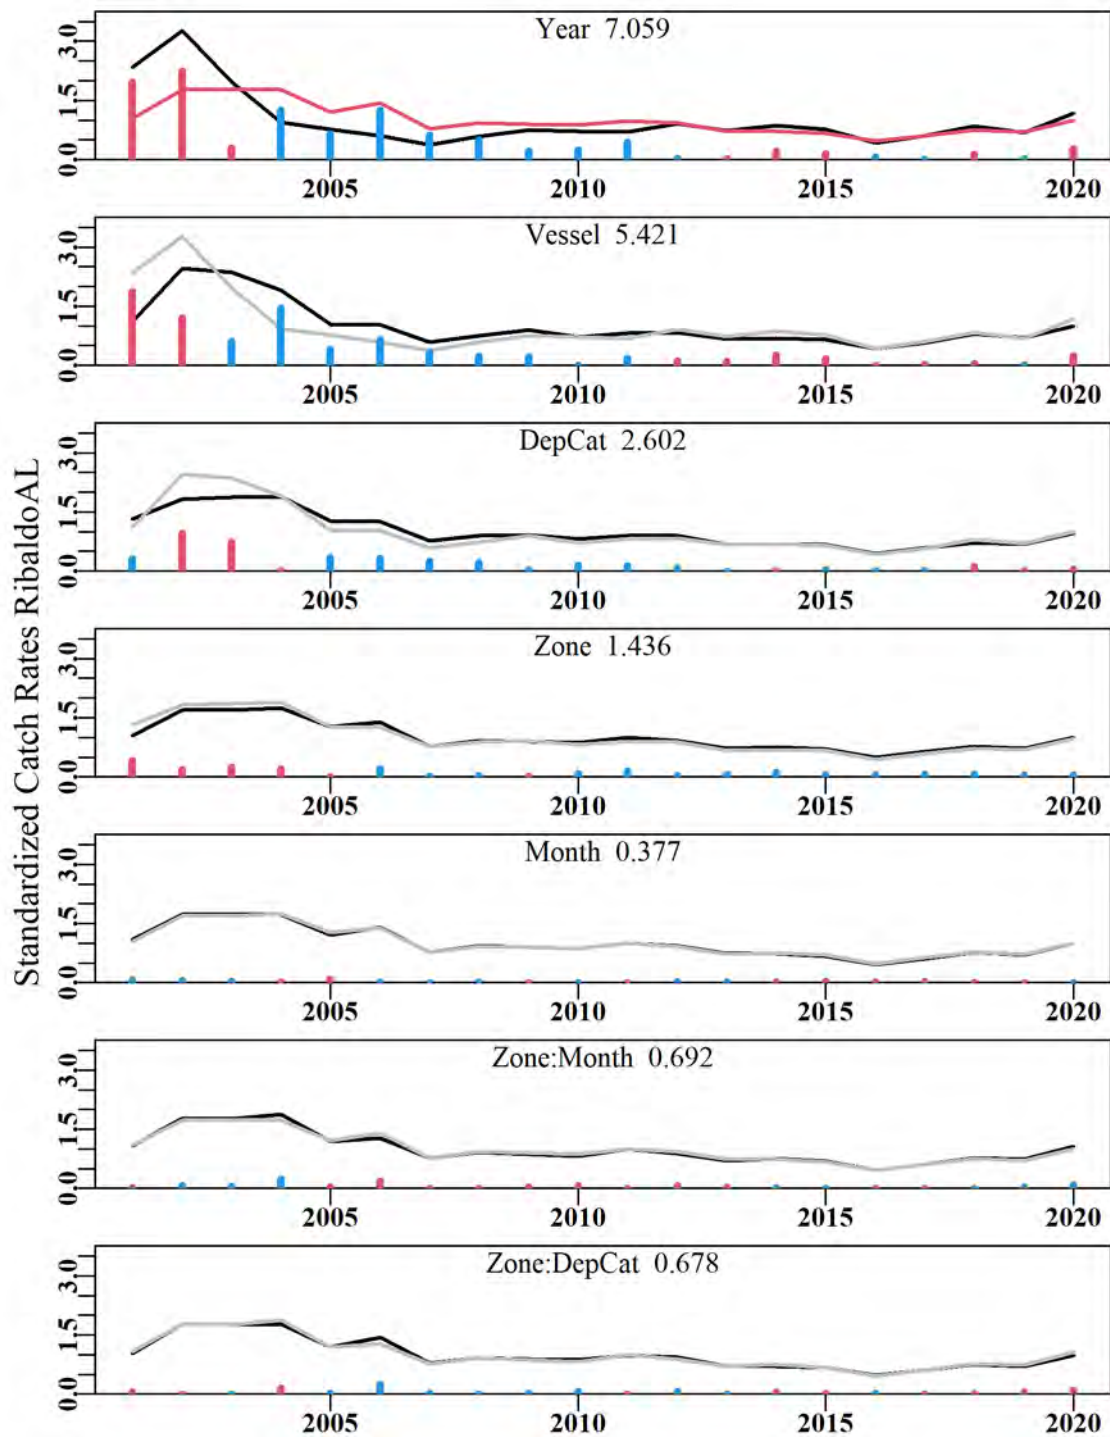 Standardized Catch Rates RibaldoAL
Year 7.059
0.0 1.5 3.0
2005 2010 2015 2020
Vessel 5.421
0.0 1.5 3.0
2005 2010 2015 2020
DepCat 2.602
0.0 1.5 3.0
2005 2010 2015 2020
Zone 1.436
0.0 1.5 3.0
2005 2010 2015 2020
Month 0.377
0.0 1.5 3.0
2005 2010 2015 2020
Zone:Month 0.692
0.0 1.5 3.0
2005 2010 2015 2020
Zone:DepCat 0.678
0.0 1.5 3.0
2005 2010 2015 2020